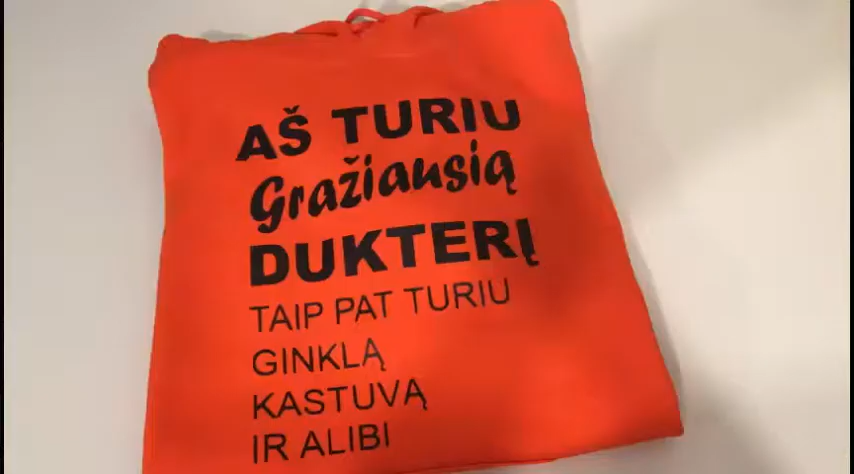 AŠ TURIU
Gražiausią
DUKTERĮ
TAIP PAT TURIU
GINKLĄ
KASTUVĄ
IR ALIBI